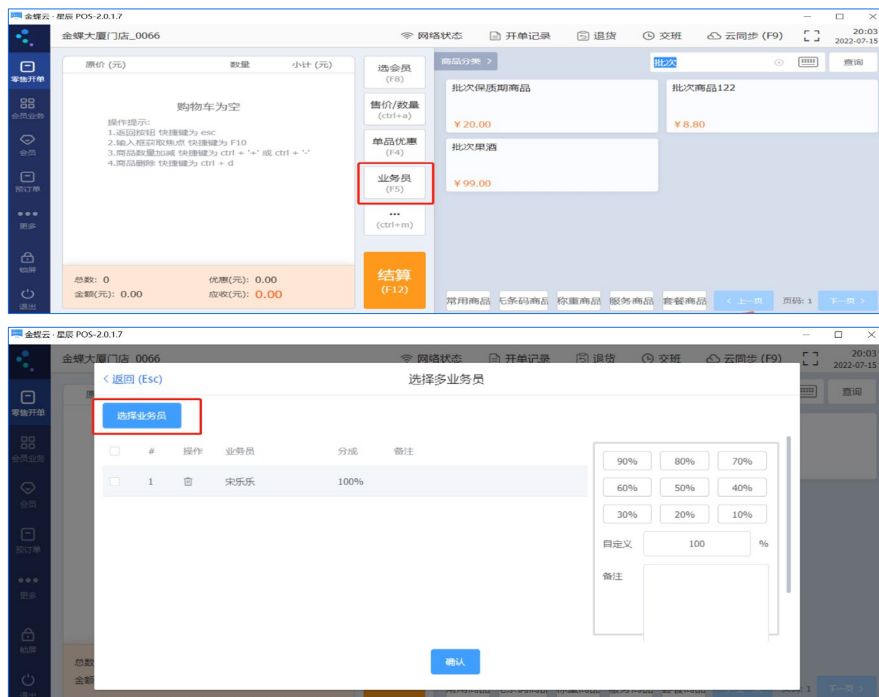 金蝶云·星辰 POS-2.0.1.7
金蝶大厦门店_0066
网络状态 开单记录 退货 交班 云同步 (F9) 20:03
2022-07-15
零售开单
会员业务
会员
预订单
更多
锁屏
退出
原价 (元) 数量 小计 (元)
购物车为空
操作提示:
1.返回按钮 快捷键为 esc
2.输入框获取焦点 快捷键为 F10
3.商品数量加减 快捷键为 ctrl + '+' 或 ctrl + '-'
4.商品删除 快捷键为 ctrl + d
总数: 0 优惠(元): 0.00
金额(元): 0.00 应收(元): 0.00
选会员
(F8)
售价/数量
(ctrl+a)
单品优惠
(F4)
业务员
(F5)
...
(ctrl+m)
结算
(F12)
商品分类 > 批次 查询
批次保质期商品 批次商品122
￥20.00 ￥8.80
批次果酒
￥99.00
常用商品 无条码商品 称重商品 服务商品 套餐商品 < 上一页 页码: 1 下一页 >
金蝶云·星辰 POS-2.0.1.7
金蝶大厦门店_0066
网络状态 开单记录 退货 交班 云同步 (F9) 20:03
2022-07-15
零售开单
会员业务
会员
预订单
更多
锁屏
查询
< 返回 (Esc) 选择多业务员
选择业务员
# 操作 业务员 分成 备注
1 宋乐乐 100%
90% 80% 70%
60% 50% 40%
30% 20% 10%
自定义 100 %
备注
确认
总数
金额